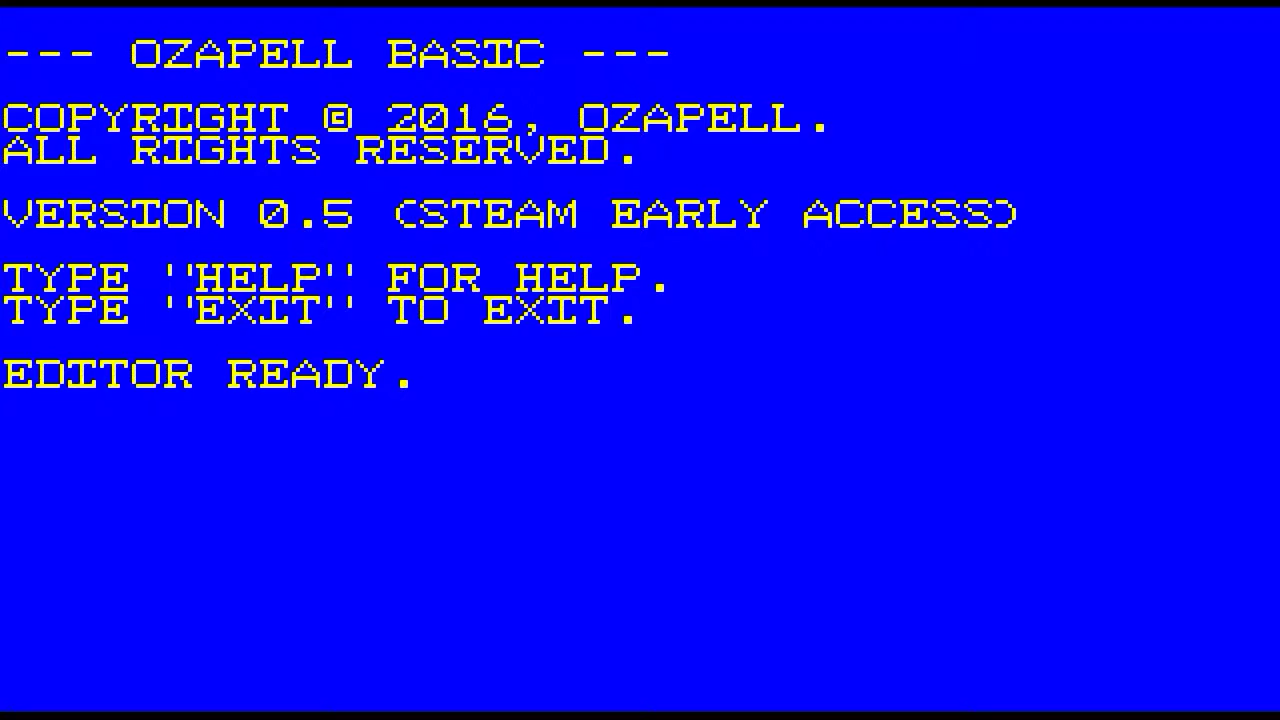 --- OZAPELL BASIC ---
COPYRIGHT © 2016, OZAPELL.
ALL RIGHTS RESERVED.
VERSION 0.5 (STEAM EARLY ACCESS)
TYPE "HELP" FOR HELP.
TYPE "EXIT" TO EXIT.
EDITOR READY.